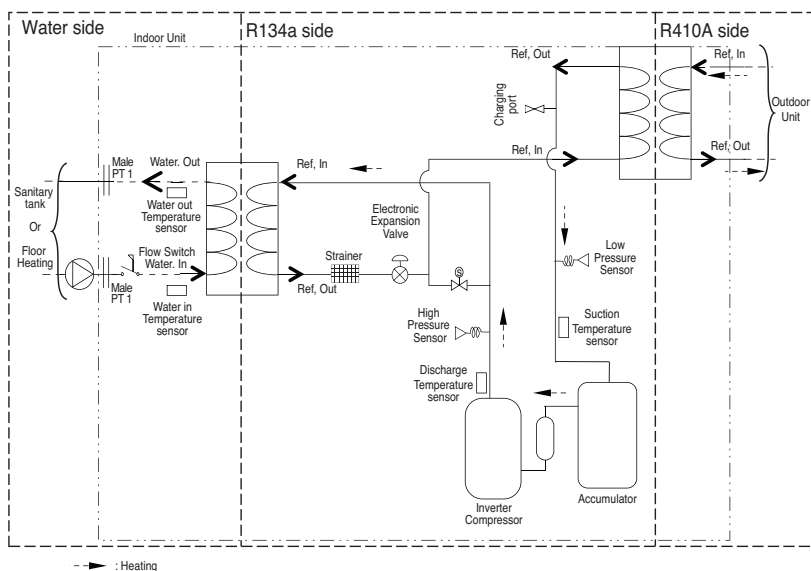 Water side
R134a side
R410A side
Indoor Unit
Ref, Out
Ref, In
Charging
port
Outdoor
Unit
Ref, In
Ref, Out
Male
PT 1
Water. Out
Ref, In
Sanitary
tank
Or
Floor
Heating
Water out
Temperature
sensor
Electronic
Expansion
Valve
Flow Switch
Water. In
Strainer
Ref, Out
Male
PT 1
Water in
Temperature
sensor
S
Low
Pressure
Sensor
High
Pressure
Sensor
Suction
Temperature
sensor
Discharge
Temperature
sensor
Inverter
Compressor
Accumulator
: Heating